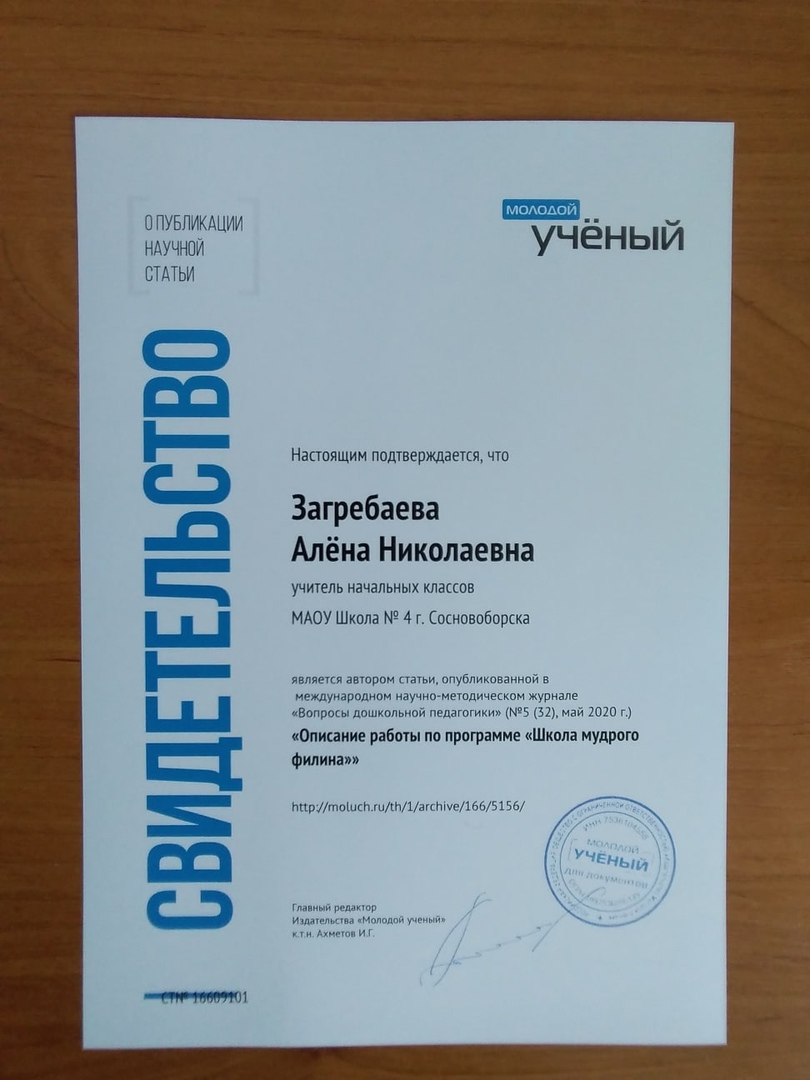 О ПУБЛИКАЦИИ
НАУЧНОЙ
СТАТЬИ
МОЛОДОЙ
УЧЁНЫЙ
СВИДЕТЕЛЬСТВО
Настоящим подтверждается, что
Загребаева
Алёна Николаевна
учитель начальных классов
МАОУ Школа № 4 г. Сосновоборска
является автором статьи, опубликованной в
международном научно-методическом журнале
«Вопросы дошкольной педагогики» (№5 (32), май 2020 г.)
«Описание работы по программе «Школа мудрого
филина»»
http://moluch.ru/th/1/archive/166/5156/
МОЛОДОЙ
УЧЁНЫЙ
для документов
Главный редактор
Издательства «Молодой ученый»
к.т.н. Ахметов И.Г.
СТ№ 16609101